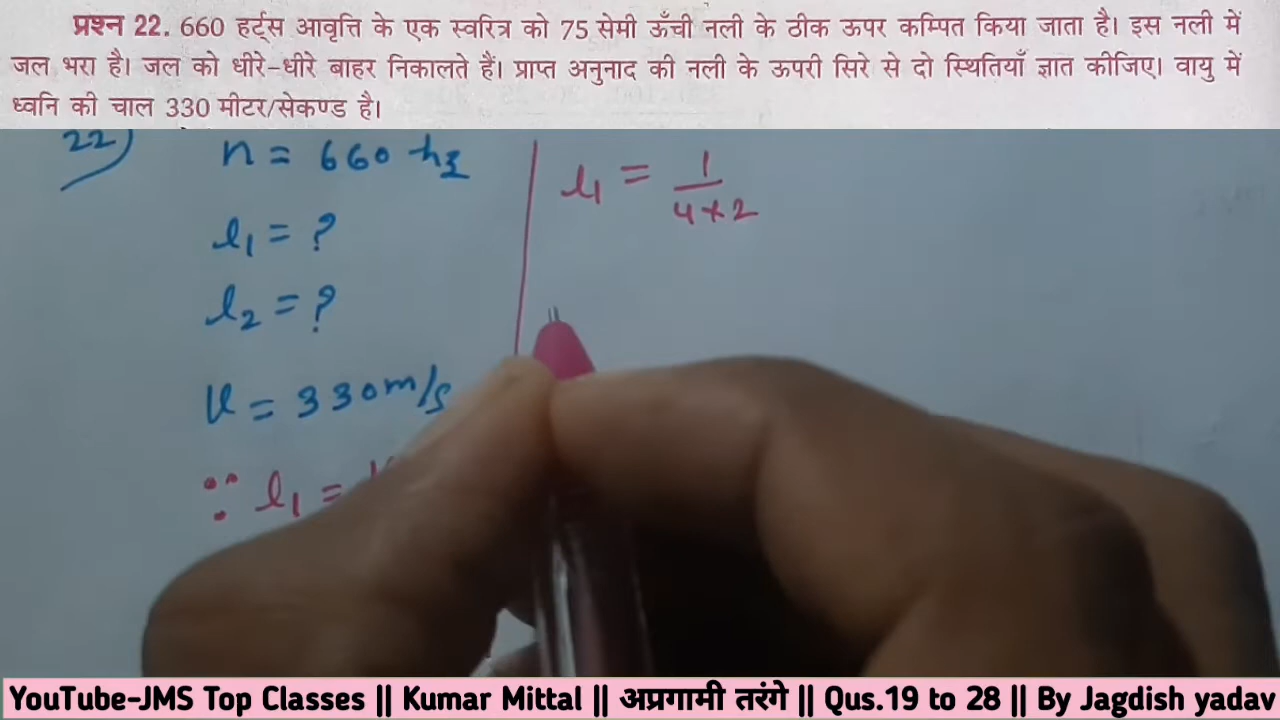 प्रश्न 22. 660 हर्ट्स आवृत्ति के एक स्वरित्र को 75 सेमी ऊँची नली के ठीक ऊपर कम्पित किया जाता है। इस नली में
जल भरा है। जल को धीरे-धीरे बाहर निकालते हैं। प्राप्त अनुनाद की नली के ऊपरी सिरे से दो स्थितियाँ ज्ञात कीजिए। वायु में
ध्वनि की चाल 330 मीटर/सेकण्ड है।
22)
n = 660 hz
l₁ = ?
l₂ = ?
v = 330 m/s
∵ l₁ =
l₁ = 1/4×2
YouTube-JMS Top Classes || Kumar Mittal || अप्रगामी तरंगे || Qus.19 to 28 || By Jagdish yadav